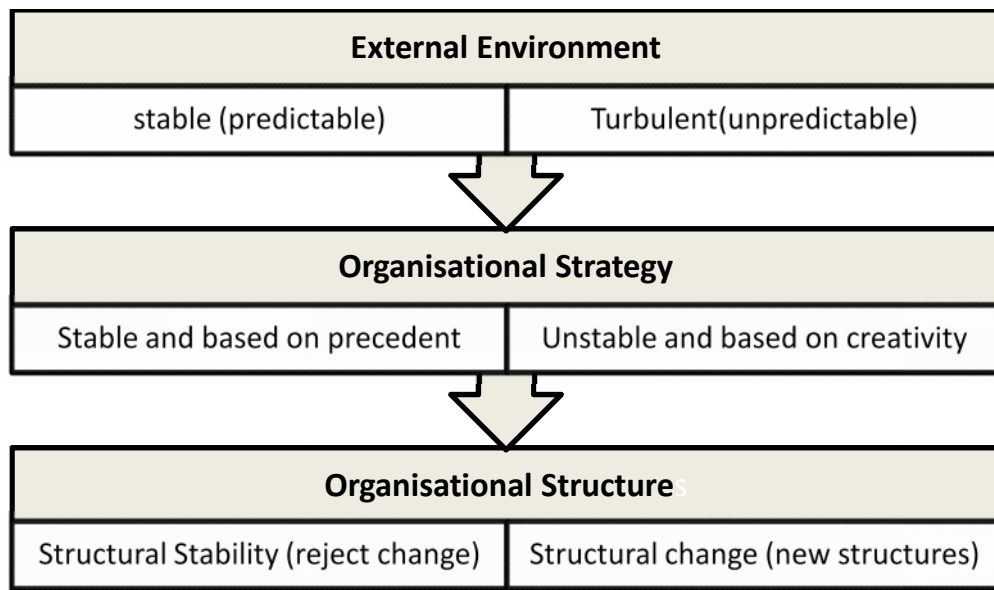 External Environment
stable (predictable)
Turbulent(unpredictable)
Organisational Strategy
Stable and based on precedent
Unstable and based on creativity
Organisational Structures
Structural Stability (reject change)
Structural change (new structures)